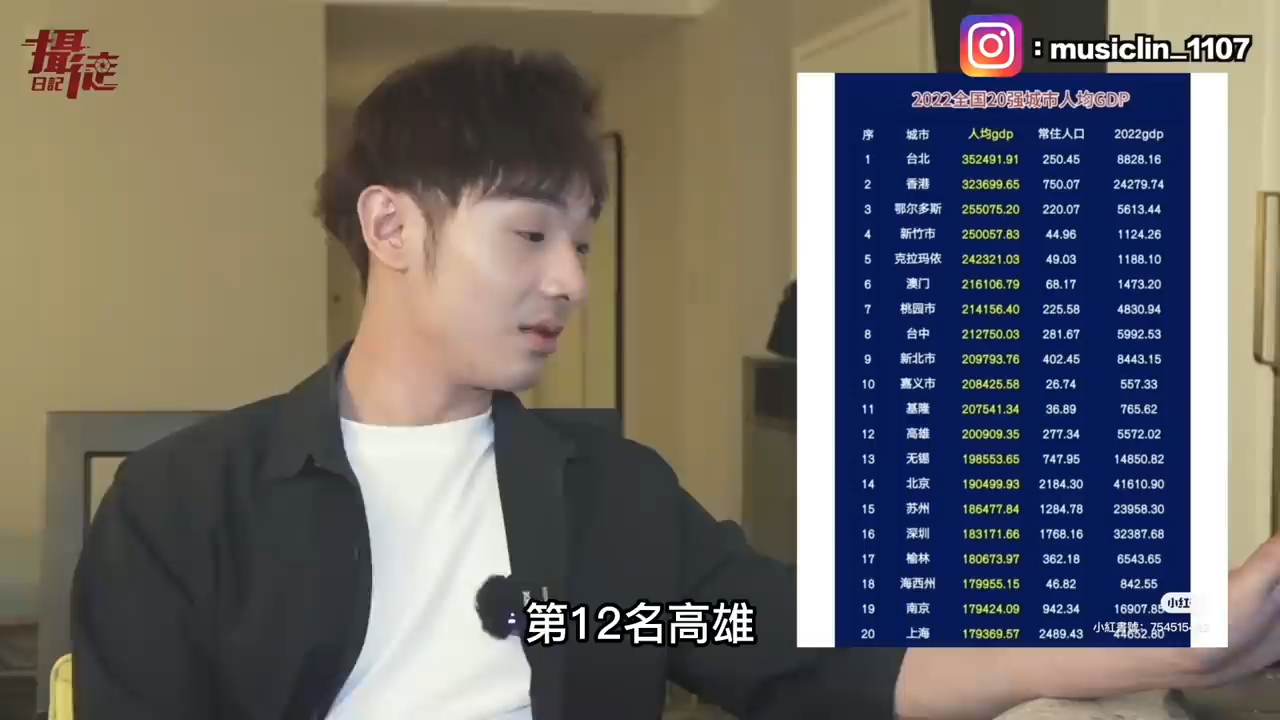 攝徒
日記
: musiclin_1107
2022全国20强城市人均GDP
序 城市 人均gdp 常住人口 2022gdp
1 台北 352491.91 250.45 8828.16
2 香港 323699.65 750.07 24279.74
3 鄂尔多斯 255075.20 220.07 5613.44
4 新竹市 250057.83 44.96 1124.26
5 克拉玛依 242321.03 49.03 1188.10
6 澳门 216106.79 68.17 1473.20
7 桃园市 214156.40 225.58 4830.94
8 台中 212750.03 281.67 5992.53
9 新北市 209793.76 402.45 8443.15
10 嘉义市 208425.58 26.74 557.33
11 基隆 207541.34 36.89 765.62
12 高雄 200909.35 277.34 5572.02
13 无锡 198553.65 747.95 14850.82
14 北京 190499.93 2184.30 41610.90
15 苏州 186477.84 1284.78 23958.30
16 深圳 183171.66 1768.16 32387.68
17 榆林 180673.97 362.18 6543.65
18 海西州 179955.15 46.82 842.55
19 南京 179424.09 942.34 16907.85
20 上海 179369.57 2489.43 44652.80
小红
小紅書號：
第12名高雄